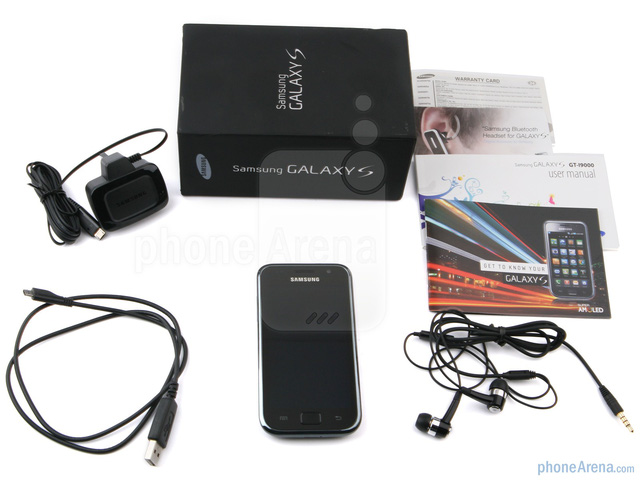 Samsung
GALAXY S
SAMSUNG
Samsung GALAXY S
WARRANTY CARD
"Samsung Bluetooth
Headset for GALAXY S"
Samsung GALAXY S GT-I9000
user manual
GET TO KNOW YOUR
GALAXY S
SUPER
AMOLED
SAMSUNG
phoneArena
phoneArena.com